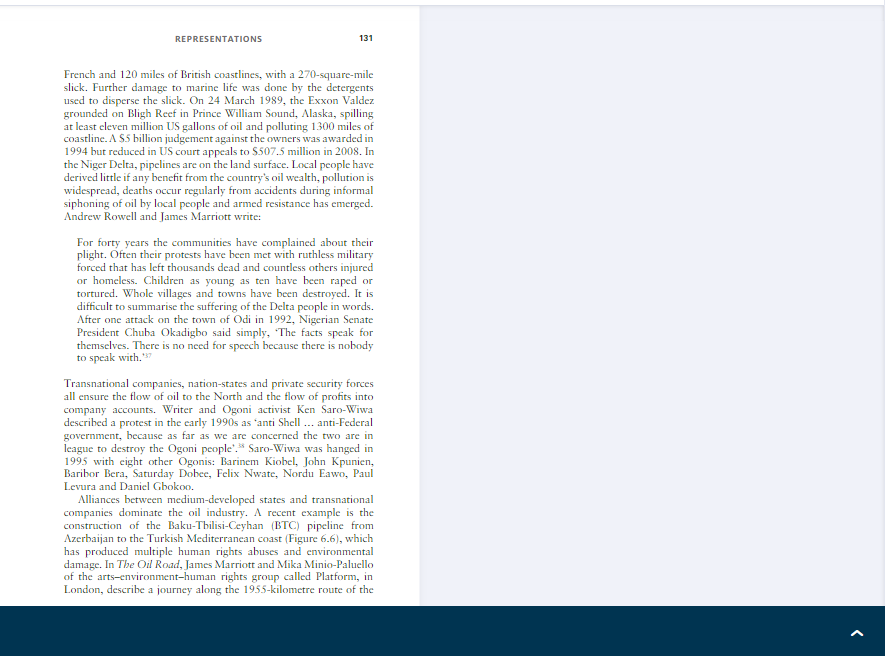 REPRESENTATIONS 131
French and 120 miles of British coastlines, with a 270-square-mile
slick. Further damage to marine life was done by the detergents
used to disperse the slick. On 24 March 1989, the Exxon Valdez
grounded on Bligh Reef in Prince William Sound, Alaska, spilling
at least eleven million US gallons of oil and polluting 1300 miles of
coastline. A $5 billion judgement against the owners was awarded in
1994 but reduced in US court appeals to $507.5 million in 2008. In
the Niger Delta, pipelines are on the land surface. Local people have
derived little if any benefit from the country's oil wealth, pollution is
widespread, deaths occur regularly from accidents during informal
siphoning of oil by local people and armed resistance has emerged.
Andrew Rowell and James Marriott write:
For forty years the communities have complained about their
plight. Often their protests have been met with ruthless military
forced that has left thousands dead and countless others injured
or homeless. Children as young as ten have been raped or
tortured. Whole villages and towns have been destroyed. It is
difficult to summarise the suffering of the Delta people in words.
After one attack on the town of Odi in 1992, Nigerian Senate
President Chuba Okadigbo said simply, 'The facts speak for
themselves. There is no need for speech because there is nobody
to speak with.'37
Transnational companies, nation-states and private security forces
all ensure the flow of oil to the North and the flow of profits into
company accounts. Writer and Ogoni activist Ken Saro-Wiwa
described a protest in the early 1990s as 'anti Shell ... anti-Federal
government, because as far as we are concerned the two are in
league to destroy the Ogoni people'.38 Saro-Wiwa was hanged in
1995 with eight other Ogonis: Barinem Kiobel, John Kpunien,
Baribor Bera, Saturday Dobee, Felix Nwate, Nordu Eawo, Paul
Levura and Daniel Gbokoo.
Alliances between medium-developed states and transnational
companies dominate the oil industry. A recent example is the
construction of the Baku-Tbilisi-Ceyhan (BTC) pipeline from
Azerbaijan to the Turkish Mediterranean coast (Figure 6.6), which
has produced multiple human rights abuses and environmental
damage. In The Oil Road, James Marriott and Mika Minio-Paluello
of the arts–environment–human rights group called Platform, in
London, describe a journey along the 1955-kilometre route of the